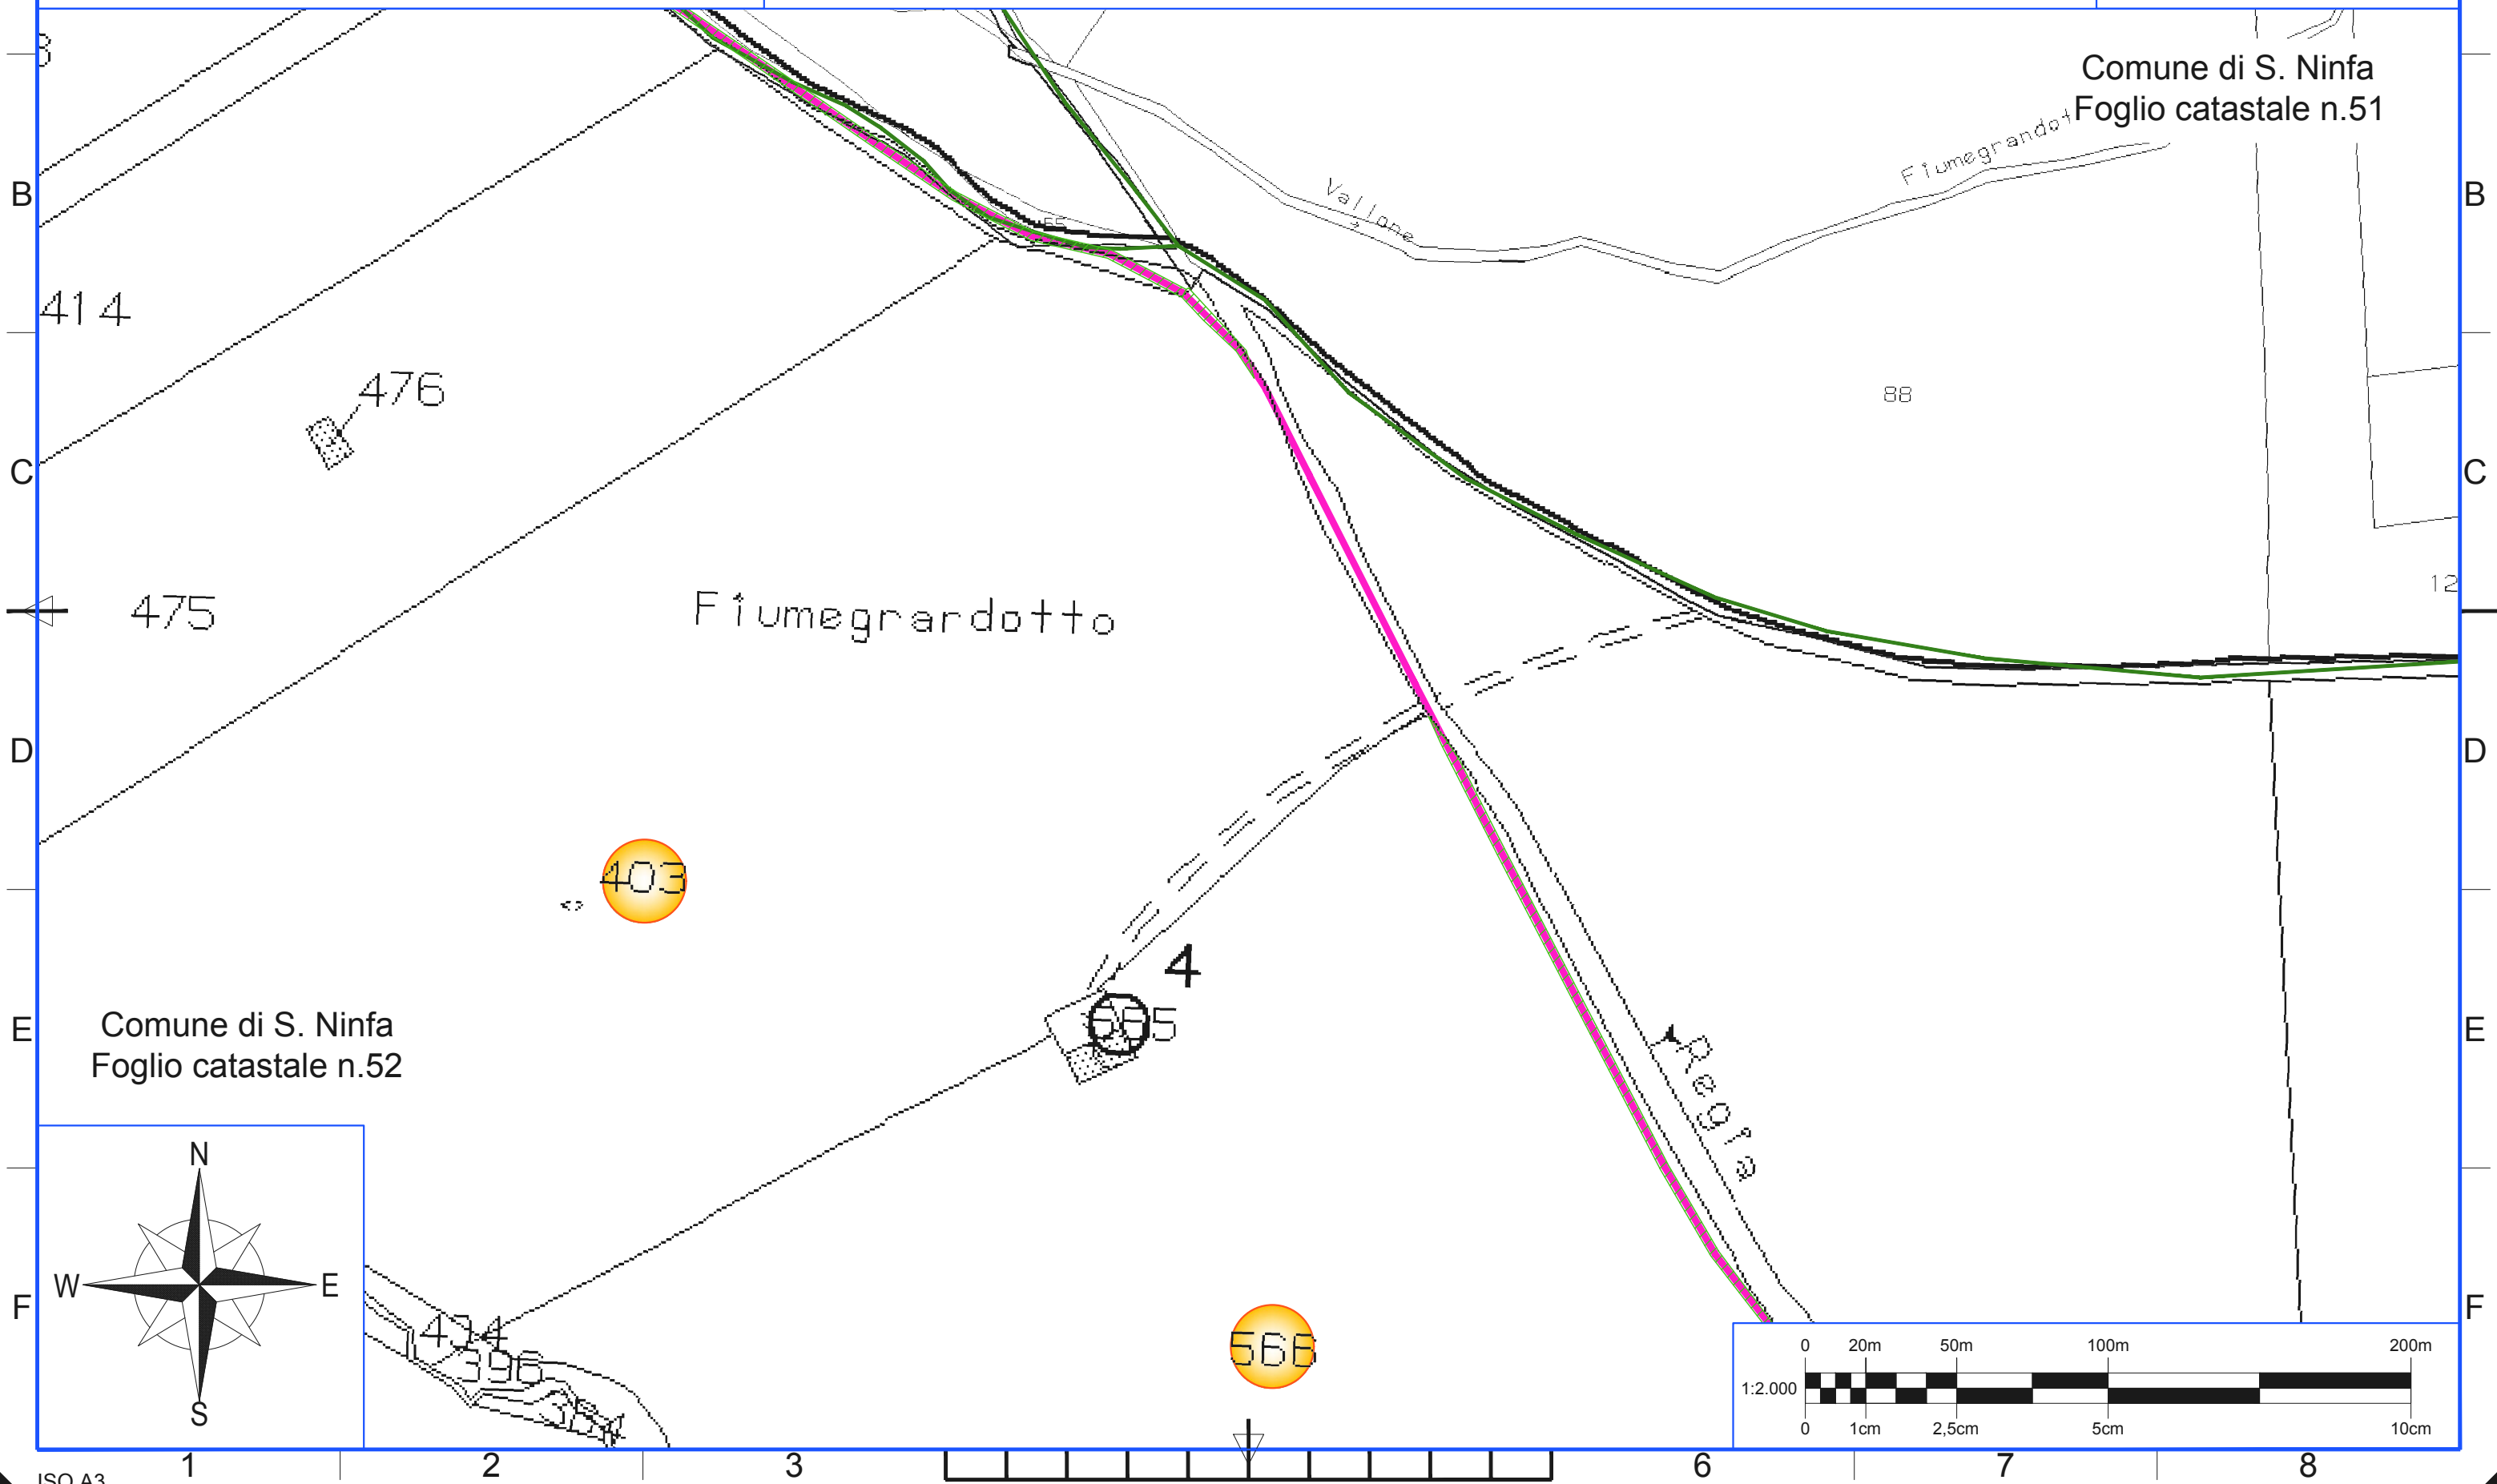 Comune di S. Ninfa
Foglio catastale n.51
Fiumegrandot
Vallone
B
B
55
414
476
88
C
C
12
475
Fiumegrardotto
D
D
403
4
E
E
Comune di S. Ninfa
Foglio catastale n.52
Regia
N
W
E
S
F
F
434
396
566
0 20m 50m 100m 200m
1:2.000
0 1cm 2,5cm 5cm 10cm
1 2 3 6 7 8
ISO A3